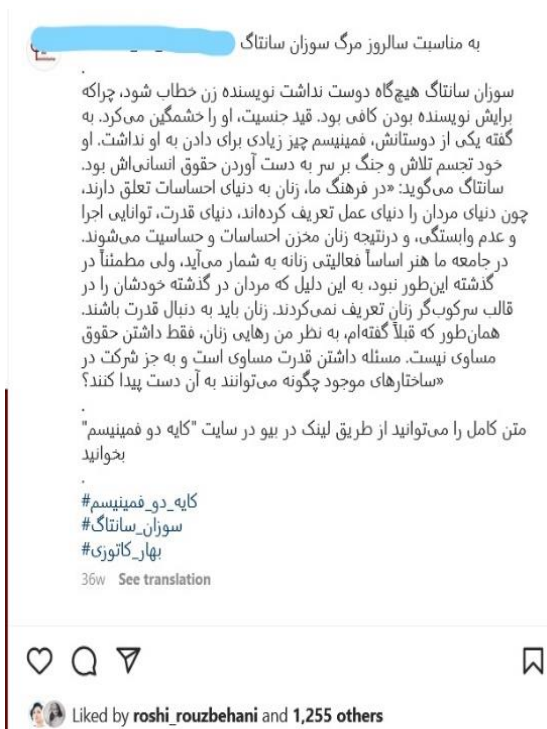 به مناسبت سالروز مرگ سوزان سانتاگ
.
سوزان سانتاگ هیچ‌گاه دوست نداشت نویسنده زن خطاب شود، چراکه
برایش نویسنده بودن کافی بود. قید جنسیت، او را خشمگین می‌کرد. به
گفته یکی از دوستانش، فمینیسم چیز زیادی برای دادن به او نداشت. او
خود تجسم تلاش و جنگ بر سر به دست آوردن حقوق انسانی‌اش بود.
سانتاگ می‌گوید: «در فرهنگ ما، زنان به دنیای احساسات تعلق دارند،
چون دنیای مردان را دنیای عمل تعریف کرده‌اند، دنیای قدرت، توانایی اجرا
و عدم وابستگی، و درنتیجه زنان مخزن احساسات و حساسیت می‌شوند.
در جامعه ما هنر اساساً فعالیتی زنانه به شمار می‌آید، ولی مطمئناً در
گذشته این‌طور نبود، به این دلیل که مردان در گذشته خودشان را در
قالب سرکوب‌گر زنان تعریف نمی‌کردند. زنان باید به دنبال قدرت باشند.
همان‌طور که قبلاً گفته‌ام، به نظر من رهایی زنان، فقط داشتن حقوق
مساوی نیست. مسئله داشتن قدرت مساوی است و به جز شرکت در
«ساختارهای موجود چگونه می‌توانند به آن دست پیدا کنند؟
.
متن کامل را می‌توانید از طریق لینک در بیو در سایت "کایه دو فمینیسم"
بخوانید
.
#کایه_دو_فمینیسم
#سوزان_سانتاگ
#بهار_کاتوزی
36w See translation
Liked by roshi_rouzbehani and 1,255 others